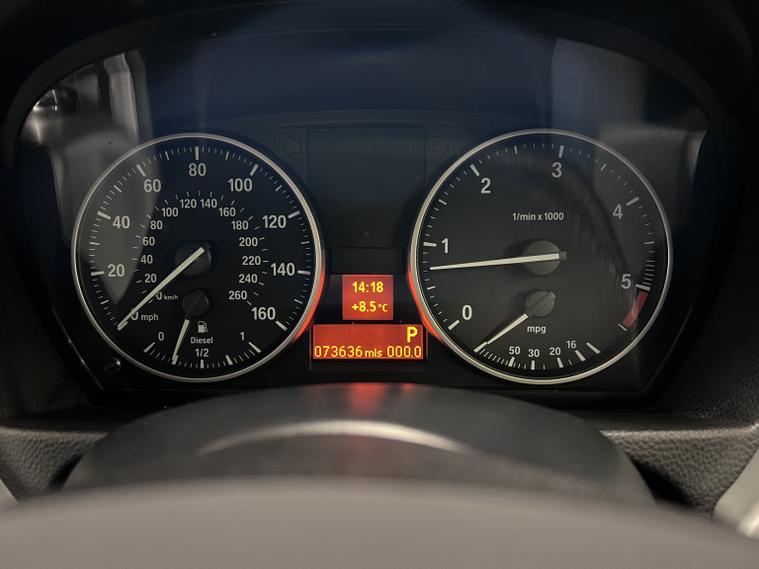 80
60 100
40 120
20 140
0 mph 160
120 140
100 160
80 180
60 200
40 220
20 240
0 km/h 260
Diesel
0 1/2 1
14:18
+8.5°C
P
073636 mls 000.0
3
2 4
1/min x 1000
1 5
0
mpg
50 30 20 16